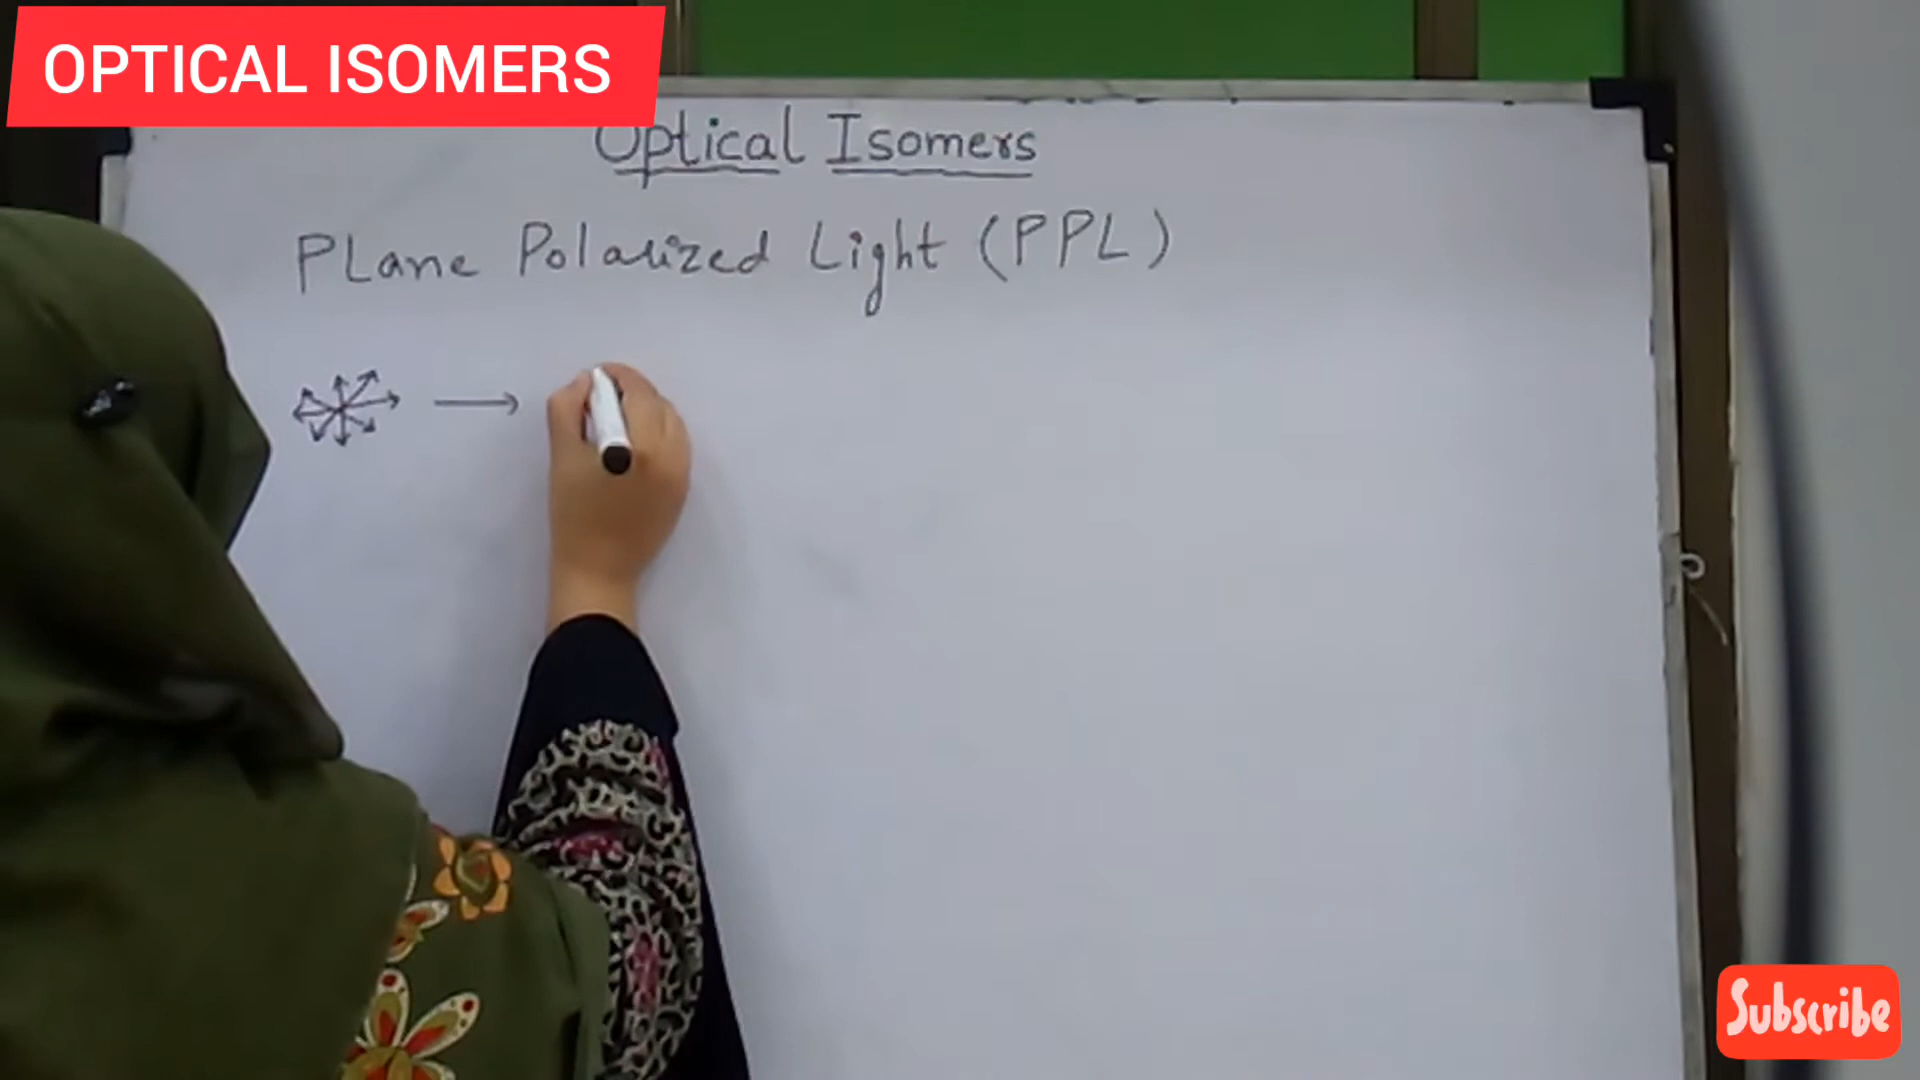 OPTICAL ISOMERS
Optical Isomers
Plane Polarized Light (PPL)
Subscribe